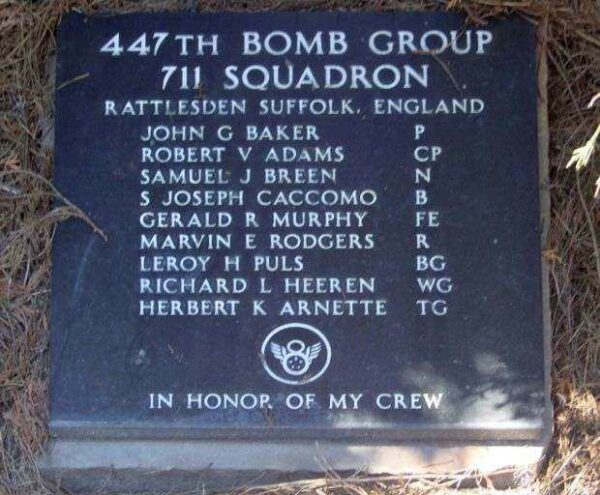 447TH BOMB GROUP
711 SQUADRON
RATTLESDEN SUFFOLK, ENGLAND
JOHN G BAKER P
ROBERT V ADAMS CP
SAMUEL J BREEN N
S JOSEPH CACCOMO B
GERALD R MURPHY FE
MARVIN E RODGERS R
LEROY H PULS BG
RICHARD L HEEREN WG
HERBERT K ARNETTE TG
8
IN HONOR OF MY CREW